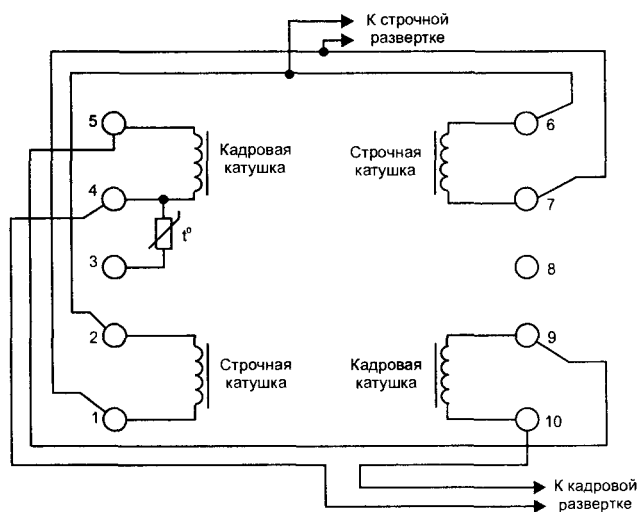 К строчной
развертке
5
Кадровая
катушка
Строчная
катушка
6
4
7
t°
3
8
2
9
Строчная
катушка
Кадровая
катушка
1
10
К кадровой
развертке